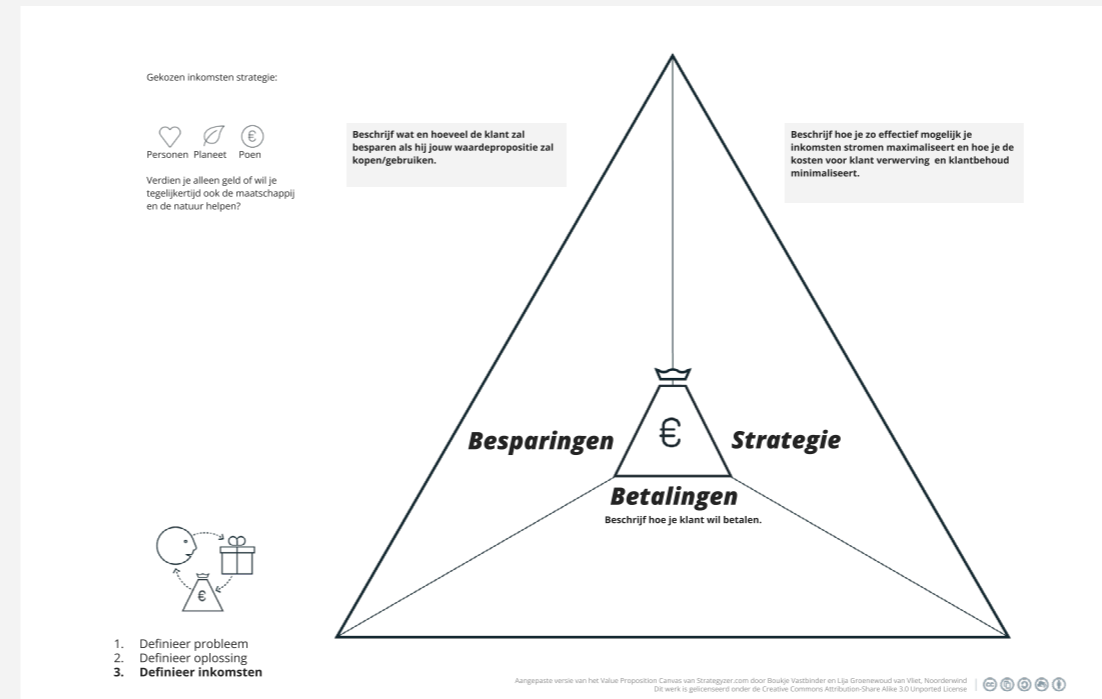 Gekozen inkomsten strategie:
€
Personen Planeet Poen
Verdien je alleen geld of wil je
tegelijkertijd ook de maatschappij
en de natuur helpen?
Beschrijf wat en hoeveel de klant zal
besparen als hij jouw waardepropositie zal
kopen/gebruiken.
Beschrijf hoe je zo effectief mogelijk je
inkomsten stromen maximaliseert en hoe je de
kosten voor klant verwerving en klantbehoud
minimaliseert.
€
Besparingen
Strategie
Betalingen
Beschrijf hoe je klant wil betalen.
€
1. Definieer probleem
2. Definieer oplossing
3. Definieer inkomsten
Aangepaste versie van het Value Proposition Canvas van Strategyzer.com door Boukje Vastbinder en Lija Groenewoud van Vliet, Noorderwind
Dit werk is gelicenseerd onder de Creative Commons Attribution-Share Alike 3.0 Unported License
cc